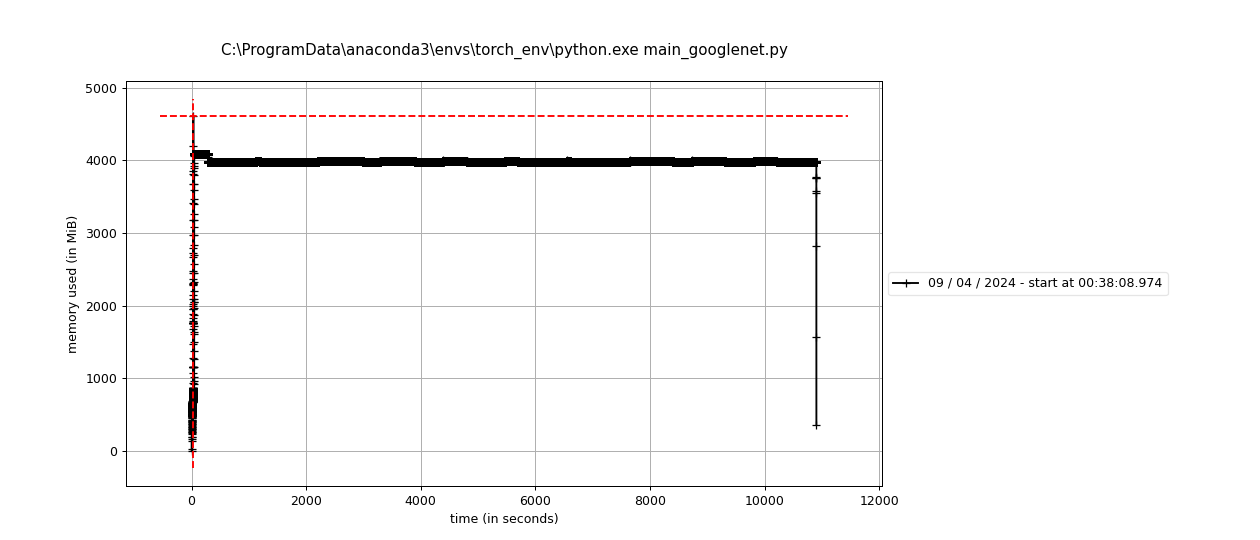 C:\ProgramData\anaconda3\envs\torch_env\python.exe main_googlenet.py
5000
4000
3000
2000
1000
0
memory used (in MiB)
0 2000 4000 6000 8000 10000 12000
time (in seconds)
09 / 04 / 2024 - start at 00:38:08.974